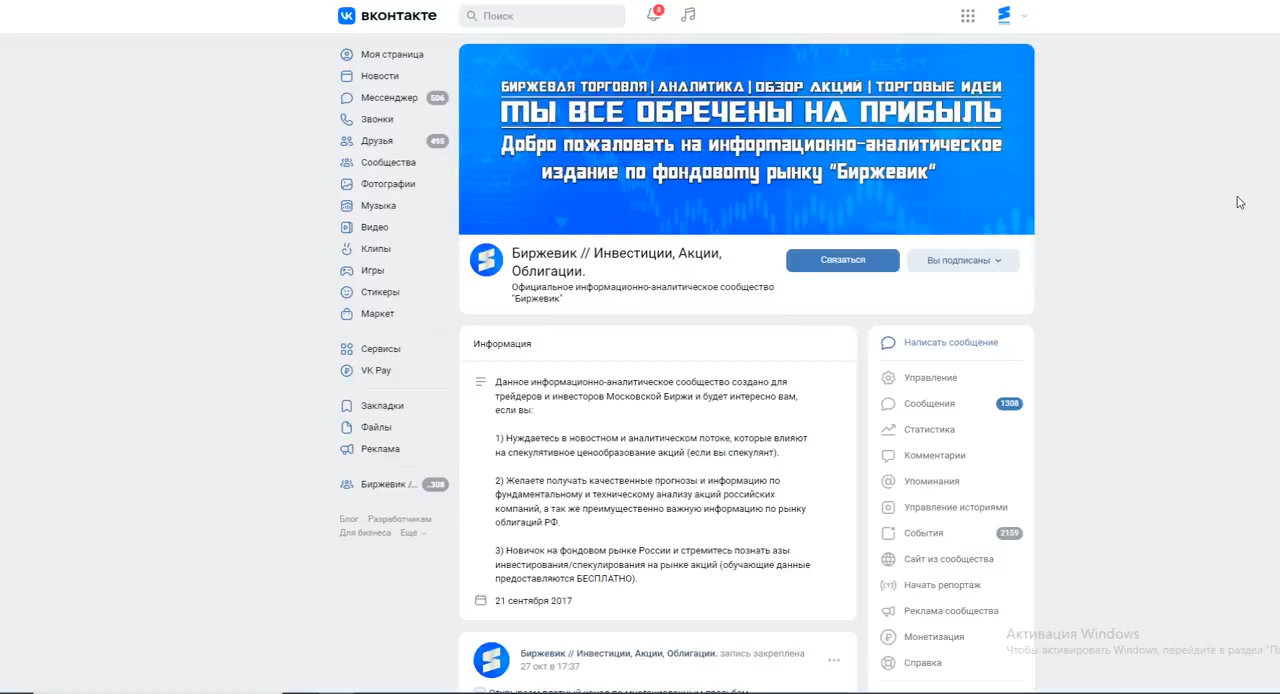 вконтакте
Поиск
8
Моя страница
Новости
Мессенджер 506
Звонки
Друзья 495
Сообщества
Фотографии
Музыка
Видео
Клипы
Игры
Стикеры
Маркет
Сервисы
VK Pay
Закладки
Файлы
Реклама
Биржевик /... ..308
Блог Разработчикам
Для бизнеса Ещё
БИРЖЕВАЯ ТОРГОВЛЯ | АНАЛИТИКА | ОБЗОР АКЦИЙ | ТОРГОВЫЕ ИДЕИ
ТЫ ВСЕ ОБРЕЧЕНЫ НА ПРИБЫЛЬ
Добро пожаловать на информационно-аналитическое
издание по фондовому рынку "Биржевик"
Биржевик // Инвестиции, Акции,
Облигации.
Официальное информационно-аналитическое сообщество
"Биржевик"
Связаться
Вы подписаны
Информация
Данное информационно-аналитическое сообщество создано для
трейдеров и инвесторов Московской Биржи и будет интересно вам,
если вы:
1) Нуждаетесь в новостном и аналитическом потоке, которые влияют
на спекулятивное ценообразование акций (если вы спекулянт).
2) Желаете получать качественные прогнозы и информацию по
фундаментальному и техническому анализу акций российских
компаний, а так же преимущественно важную информацию по рынку
облигаций РФ.
3) Новичок на фондовом рынке России и стремитесь познать азы
инвестирования/спекулирования на рынке акций (обучающие данные
предоставляются БЕСПЛАТНО).
21 сентября 2017
Биржевик // Инвестиции, Акции, Облигации. запись закреплена
27 окт в 17:37
Написать сообщение
Управление
Сообщения 1308
Статистика
Комментарии
Упоминания
Управление историями
События 2159
Сайт из сообщества
Начать репортаж
Реклама сообщества
Монетизация
Справка
Активация Windows
Чтобы активировать Windows, перейдите в раздел